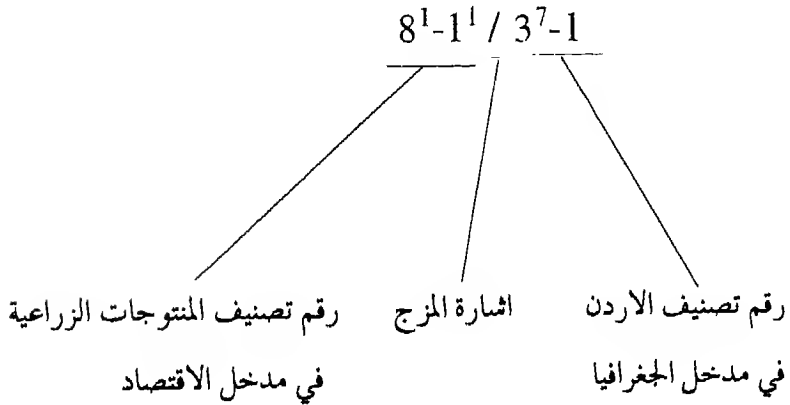 8¹-1¹ / 3⁷-1
رقم تصنيف الاردن
في مدخل الجغرافيا
اشارة المزج
رقم تصنيف المنتوجات الزراعية
في مدخل الاقتصاد